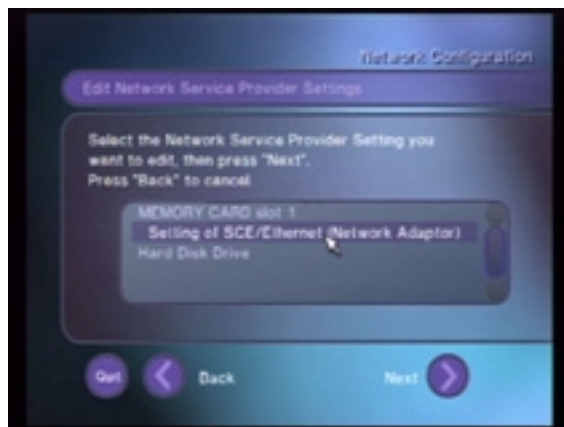 Network Configuration
Edit Network Service Provider Settings
Select the Network Service Provider Setting you
want to edit, then press "Next".
Press "Back" to cancel
MEMORY CARD slot 1
Setting of SCE/Ethernet (Network Adaptor)
Hard Disk Drive
Quit
Back
Next